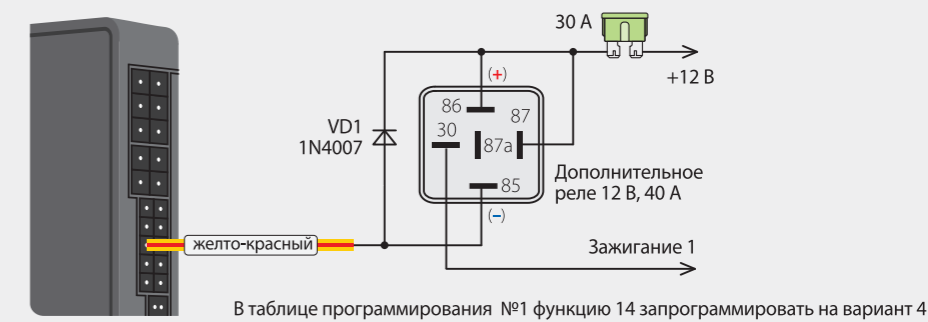 30 А
+12 В
(+)
86
87
30
87a
VD1
1N4007
85
Дополнительное
реле 12 В, 40 А
(–)
желто-красный
Зажигание 1
В таблице программирования №1 функцию 14 запрограммировать на вариант 4